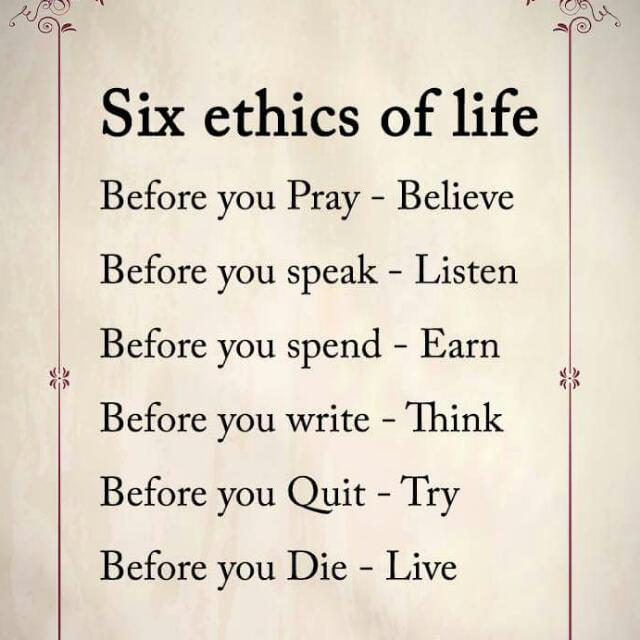 Six ethics of life
Before you Pray - Believe
Before you speak - Listen
Before you spend - Earn
Before you write - Think
Before you Quit - Try
Before you Die - Live